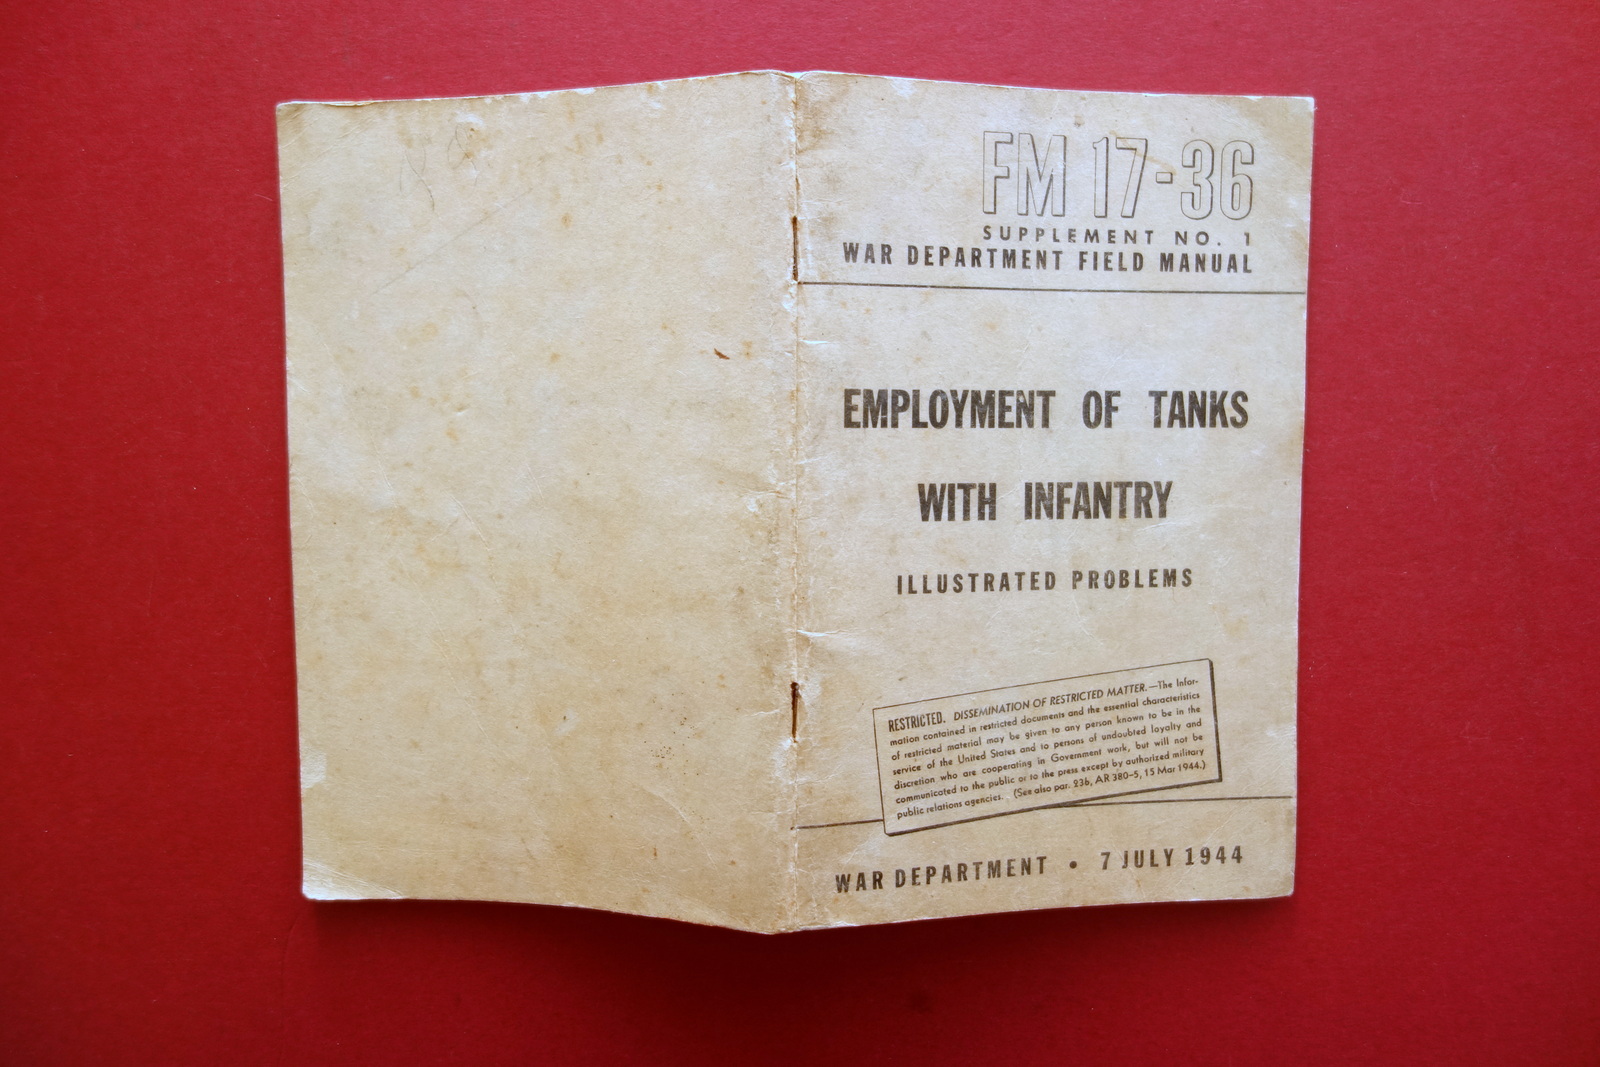 FM 17-36
SUPPLEMENT NO. 1
WAR DEPARTMENT FIELD MANUAL
EMPLOYMENT OF TANKS
WITH INFANTRY
ILLUSTRATED PROBLEMS
RESTRICTED. DISSEMINATION OF RESTRICTED MATTER.—The Infor-
mation contained in restricted documents and the essential characteristics
of restricted material may be given to any person known to be in the
service of the United States and to persons of undoubted loyalty and
discretion who are cooperating in Government work, but will not be
communicated to the public or to the press except by authorized military
public relations agencies. (See also par. 23b, AR 380-5, 15 Mar 1944.)
WAR DEPARTMENT • 7 JULY 1944